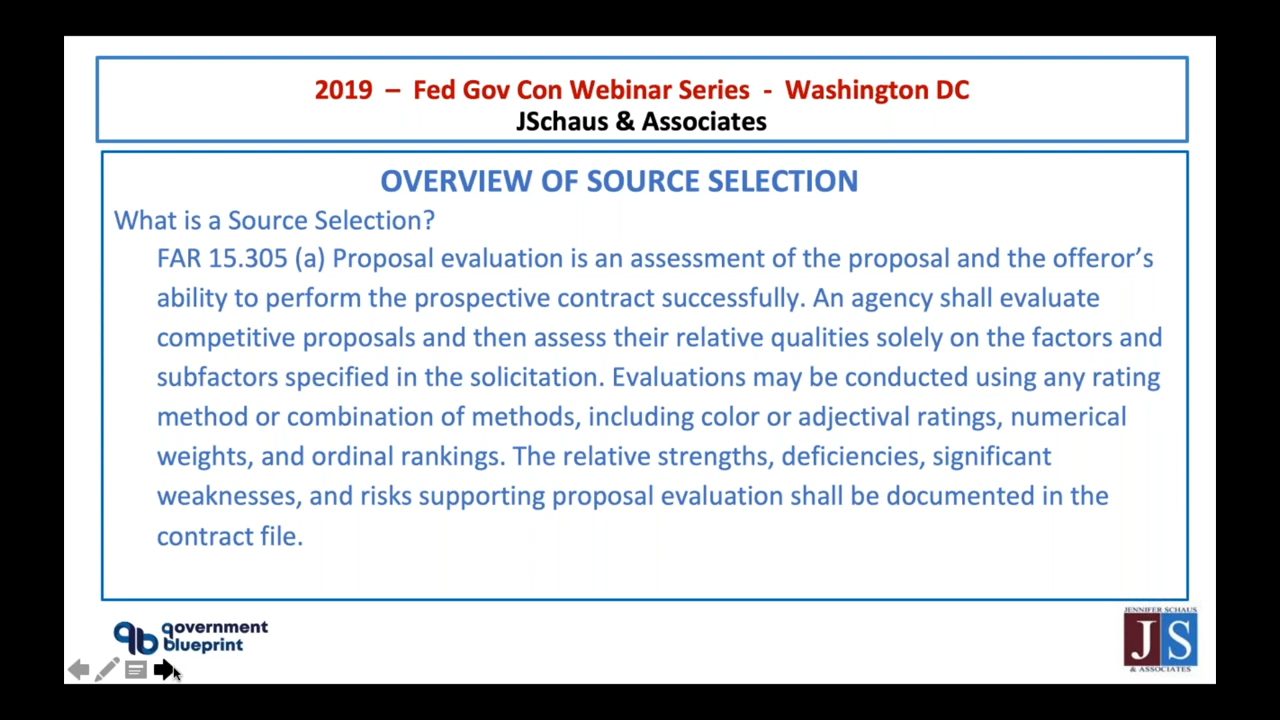 2019 – Fed Gov Con Webinar Series - Washington DC
JSchaus & Associates
OVERVIEW OF SOURCE SELECTION
What is a Source Selection?
FAR 15.305 (a) Proposal evaluation is an assessment of the proposal and the offeror’s
ability to perform the prospective contract successfully. An agency shall evaluate
competitive proposals and then assess their relative qualities solely on the factors and
subfactors specified in the solicitation. Evaluations may be conducted using any rating
method or combination of methods, including color or adjectival ratings, numerical
weights, and ordinal rankings. The relative strengths, deficiencies, significant
weaknesses, and risks supporting proposal evaluation shall be documented in the
contract file.
gb government
blueprint
JENNIFER SCHAUS
JS
& ASSOCIATES